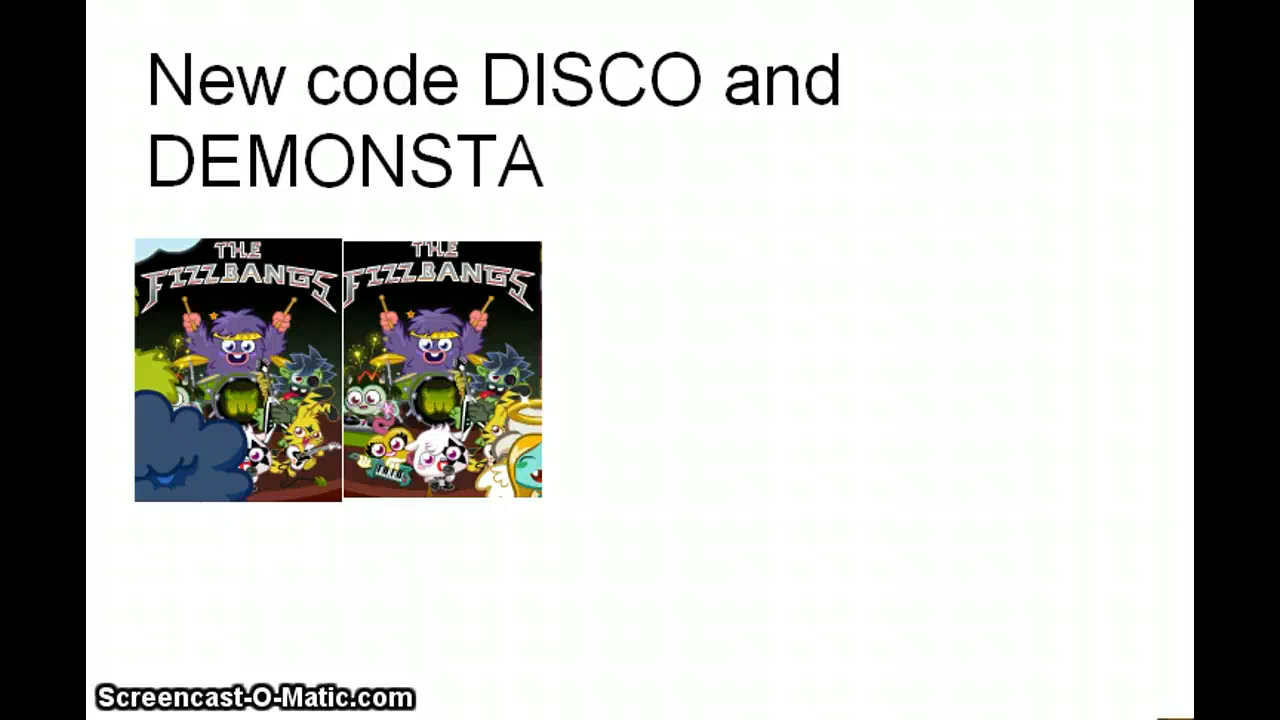 New code DISCO and
DEMONSTA
THE
FIZZBANGS
THE
FIZZBANGS
Screencast-O-Matic.com